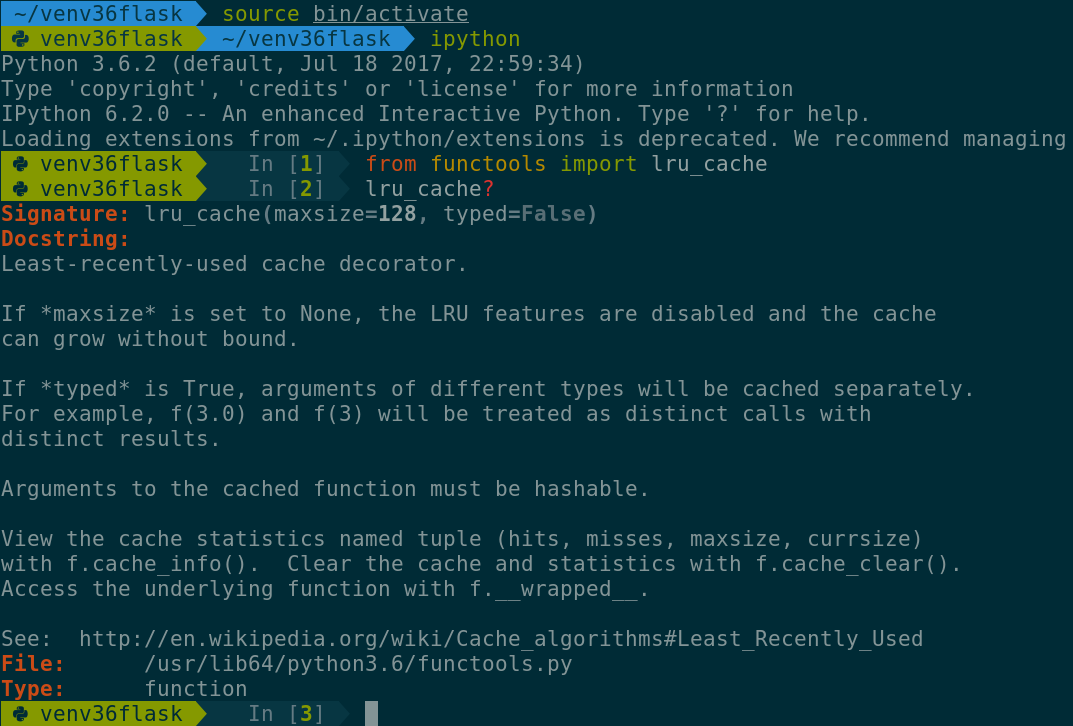 ~/venv36flask source bin/activate
venv36flask ~/venv36flask ipython
Python 3.6.2 (default, Jul 18 2017, 22:59:34)
Type 'copyright', 'credits' or 'license' for more information
IPython 6.2.0 -- An enhanced Interactive Python. Type '?' for help.
Loading extensions from ~/.ipython/extensions is deprecated. We recommend managing
venv36flask In [1] from functools import lru_cache
venv36flask In [2] lru_cache?
Signature: lru_cache(maxsize=128, typed=False)
Docstring:
Least-recently-used cache decorator.

If *maxsize* is set to None, the LRU features are disabled and the cache
can grow without bound.

If *typed* is True, arguments of different types will be cached separately.
For example, f(3.0) and f(3) will be treated as distinct calls with
distinct results.

Arguments to the cached function must be hashable.

View the cache statistics named tuple (hits, misses, maxsize, currsize)
with f.cache_info().  Clear the cache and statistics with f.cache_clear().
Access the underlying function with f.__wrapped__.

See:  http://en.wikipedia.org/wiki/Cache_algorithms#Least_Recently_Used
File:      /usr/lib64/python3.6/functools.py
Type:      function
venv36flask In [3]